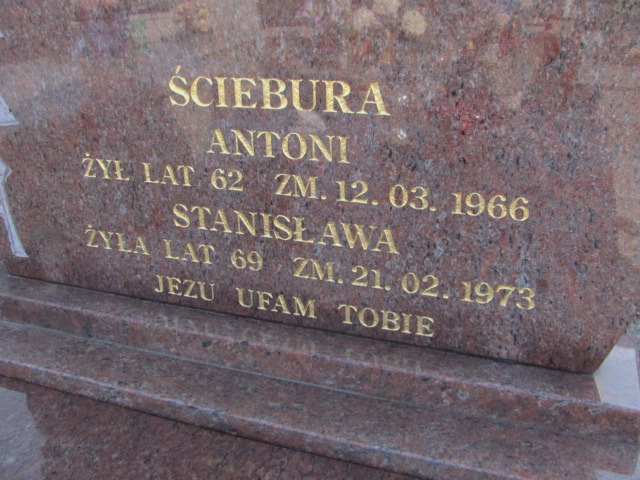 ŚCIEBURA
ANTONI
ŻYŁ LAT 62 ZM. 12. 03. 1966
STANISŁAWA
ŻYŁA LAT 69 ZM. 21. 02. 1973
JEZU UFAM TOBIE